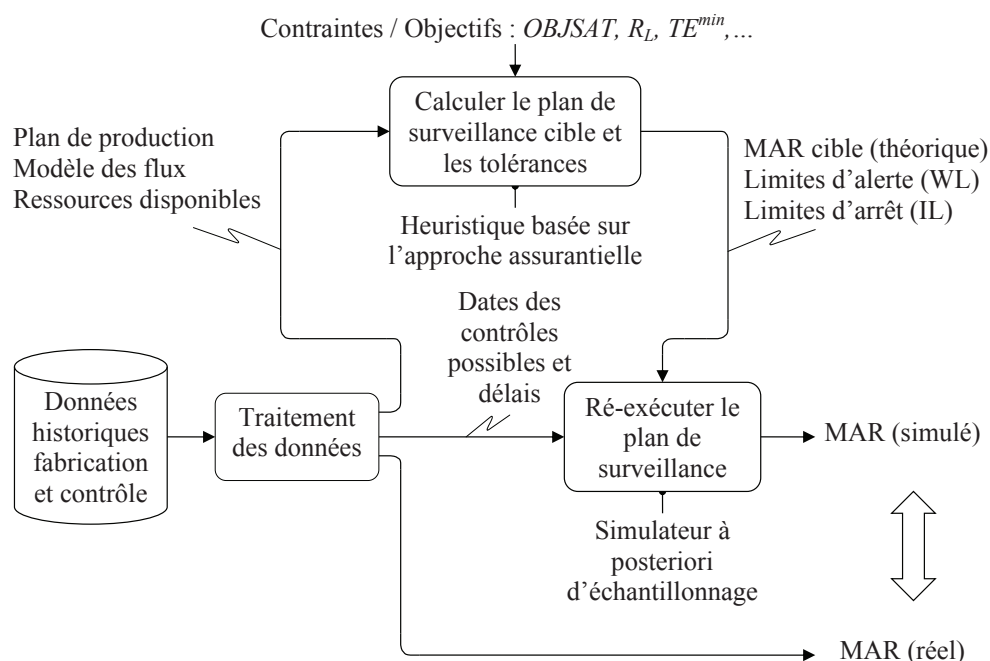 Contraintes / Objectifs : OBJSAT, R_L, TE^min,...
Calculer le plan de
surveillance cible et
les tolérances
Plan de production
Modèle des flux
Ressources disponibles
MAR cible (théorique)
Limites d'alerte (WL)
Limites d'arrêt (IL)
Heuristique basée sur
l'approche assurantielle
Dates des
contrôles
possibles et
délais
Données
historiques
fabrication
et contrôle
Traitement
des données
Ré-exécuter le
plan de
surveillance
MAR (simulé)
Simulateur à
posteriori
d'échantillonnage
MAR (réel)